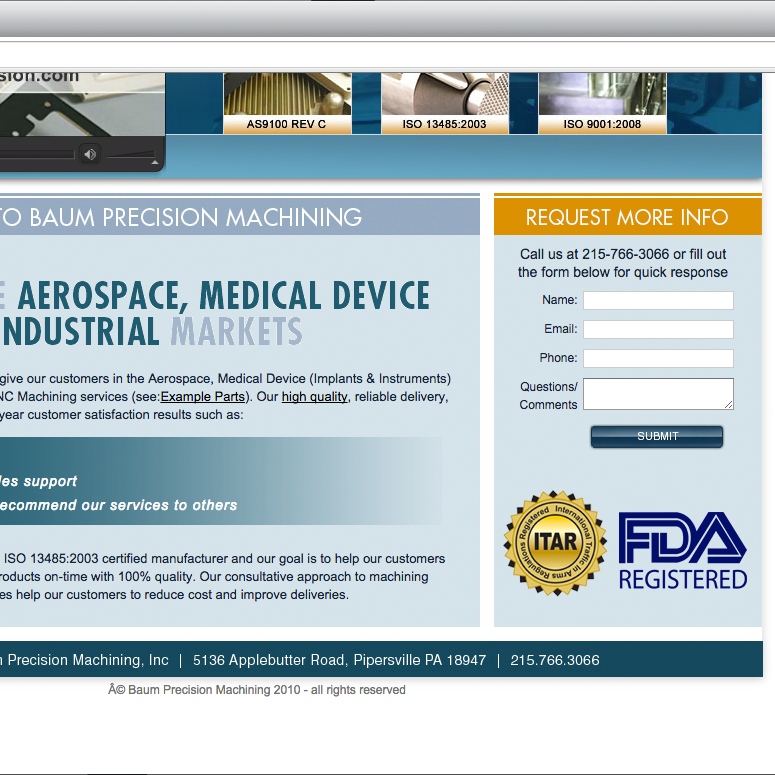 sion.com
AS9100 REV C
ISO 13485:2003
ISO 9001:2008
TO BAUM PRECISION MACHINING
E AEROSPACE, MEDICAL DEVICE
NDUSTRIAL MARKETS
give our customers in the Aerospace, Medical Device (Implants & Instruments)
NC Machining services (see:Example Parts). Our high quality, reliable delivery,
year customer satisfaction results such as:
les support
ecommend our services to others
ISO 13485:2003 certified manufacturer and our goal is to help our customers
roducts on-time with 100% quality. Our consultative approach to machining
es help our customers to reduce cost and improve deliveries.
REQUEST MORE INFO
Call us at 215-766-3066 or fill out
the form below for quick response
Name:
Email:
Phone:
Questions/
Comments
SUBMIT
Registered International Traffic in Arms Regulations
ITAR
FDA
REGISTERED
n Precision Machining, Inc | 5136 Applebutter Road, Pipersville PA 18947 | 215.766.3066
Â© Baum Precision Machining 2010 - all rights reserved